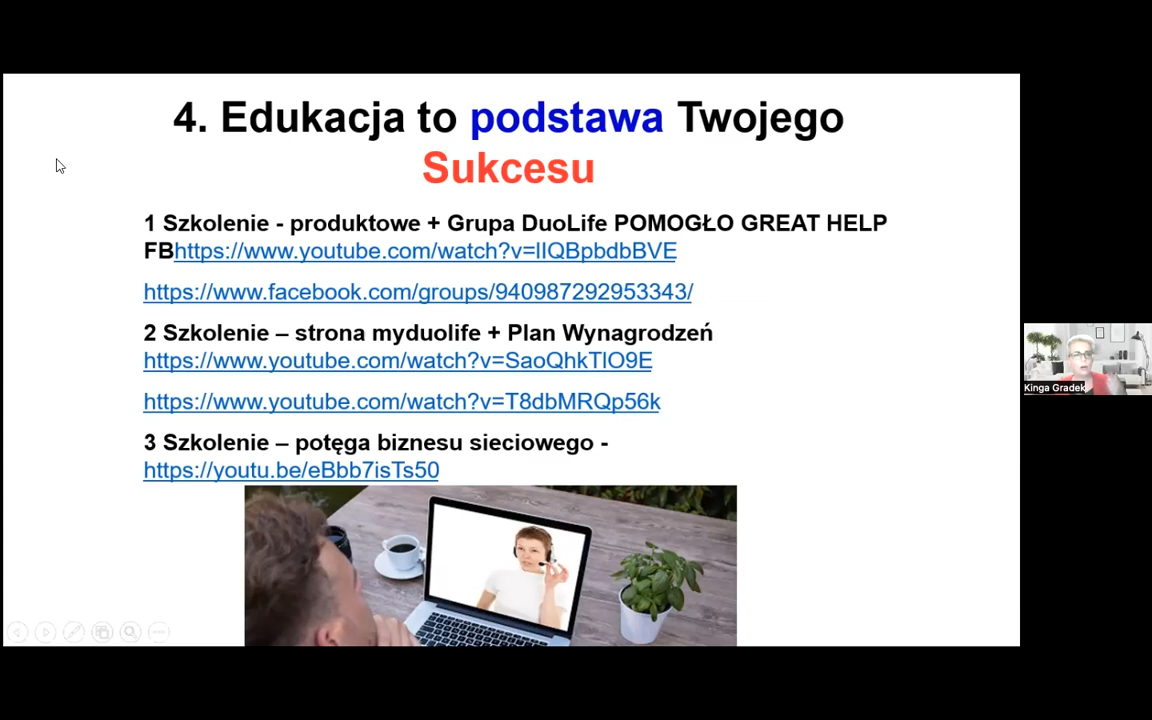 4. Edukacja to podstawa Twojego
Sukcesu
1 Szkolenie - produktowe + Grupa DuoLife POMOGŁO GREAT HELP
FBhttps://www.youtube.com/watch?v=lIQBpbdbBVE
https://www.facebook.com/groups/940987292953343/
2 Szkolenie – strona myduolife + Plan Wynagrodzeń
https://www.youtube.com/watch?v=SaoQhkTlO9E
https://www.youtube.com/watch?v=T8dbMRQp56k
3 Szkolenie – potęga biznesu sieciowego -
https://youtu.be/eBbb7isTs50
Kinga Gradek